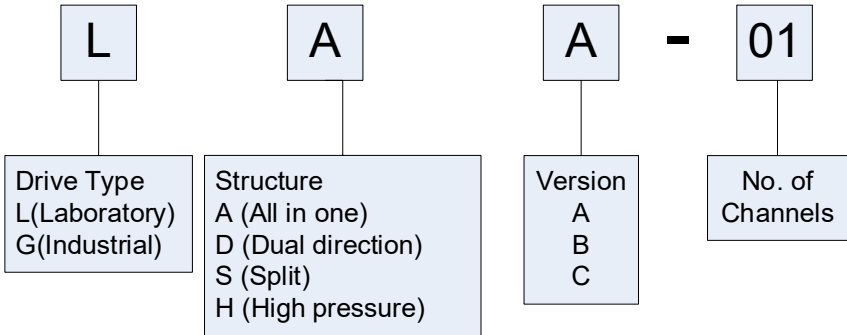 L A A - 01
Drive Type
L(Laboratory)
G(Industrial)
Structure
A (All in one)
D (Dual direction)
S (Split)
H (High pressure)
Version
A
B
C
No. of
Channels